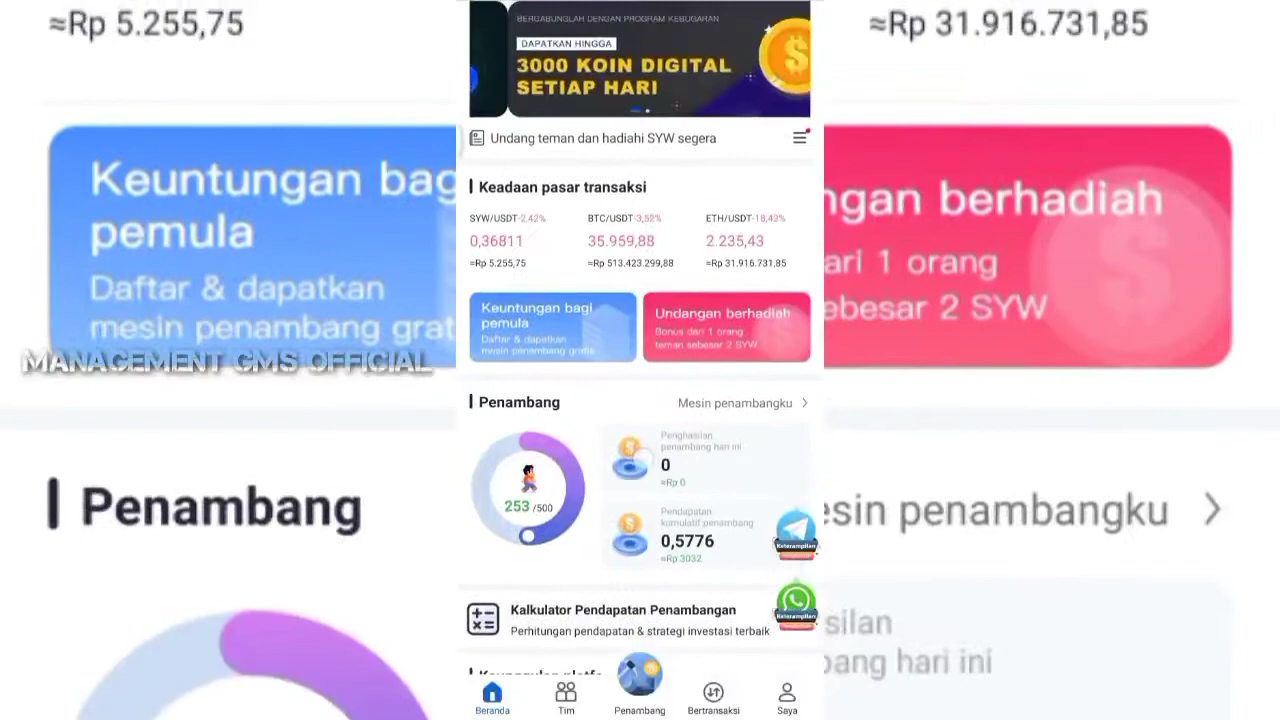 ≈Rp 5.255,75
Keuntungan bag
pemula
Daftar & dapatkan
mesin penambang grat
MANAGEMENT GMS OFFICIAL
Penambang
BERGABUNGLAH DENGAN PROGRAM KEBUGARAN
DAPATKAN HINGGA
3000 KOIN DIGITAL
SETIAP HARI
Undang teman dan hadiahi SYW segera
Keadaan pasar transaksi
SYW/USDT-2,42% BTC/USDT-3,52% ETH/USDT-18,42%
0,36811 35.959,88 2.235,43
≈Rp 5.255,75 ≈Rp 513.423.299,88 ≈Rp 31.916.731,85
Keuntungan bagi
pemula
Daftar & dapatkan
mesin penambang gratis
Undangan berhadiah
Bonus dari 1 orang
teman sebesar 2 SYW
Penambang Mesin penambangku
253 /500
Penghasilan
penambang hari ini
0
≈Rp 0
Pendapatan
kumulatif penambang
0,5776
≈Rp 3032
Keterampilan
Keterampilan
Kalkulator Pendapatan Penambangan
Perhitungan pendapatan & strategi investasi terbaik
Beranda Tim Penambang Bertransaksi Saya
≈Rp 31.916.731,85
ngan berhadiah
ari 1 orang
ebesar 2 SYW
esin penambangku
silan
bang hari ini